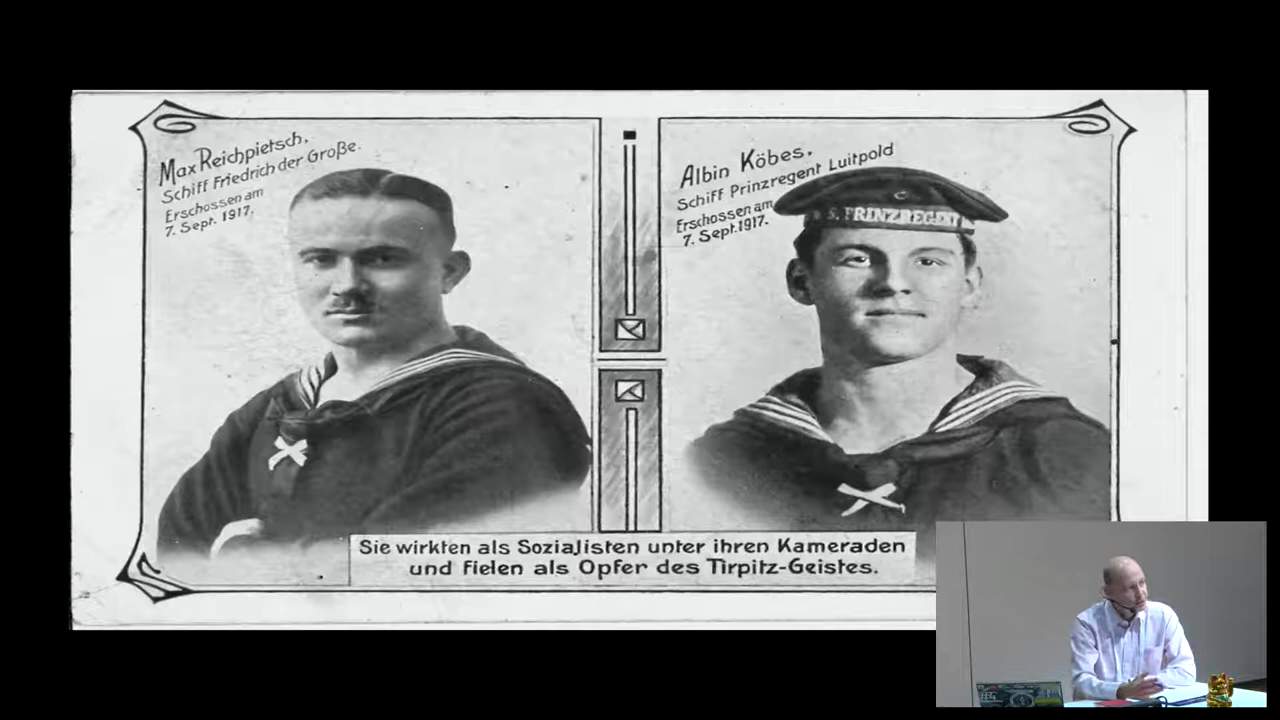 Max Reichpietsch,
Schiff Friedrich der Große.
Erschossen am
7. Sept. 1917.
Albin Köbes.
Schiff Prinzregent Luitpold
Erschossen am
7. Sept. 1917.
S. PRINZREGENT
Sie wirkten als Sozialisten unter ihren Kameraden
und fielen als Opfer des Tirpitz-Geistes.